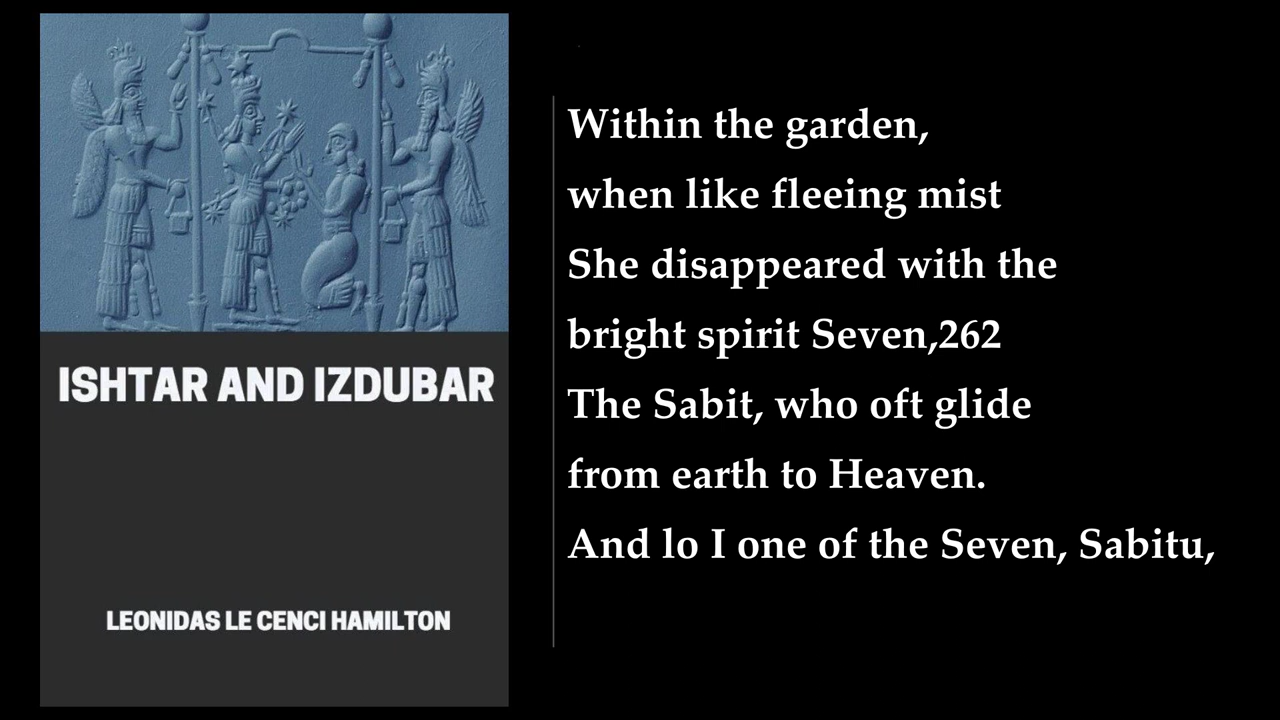 ISHTAR AND IZDUBAR
LEONIDAS LE CENCI HAMILTON
Within the garden,
when like fleeing mist
She disappeared with the
bright spirit Seven,262
The Sabit, who oft glide
from earth to Heaven.
And lo I one of the Seven, Sabitu,